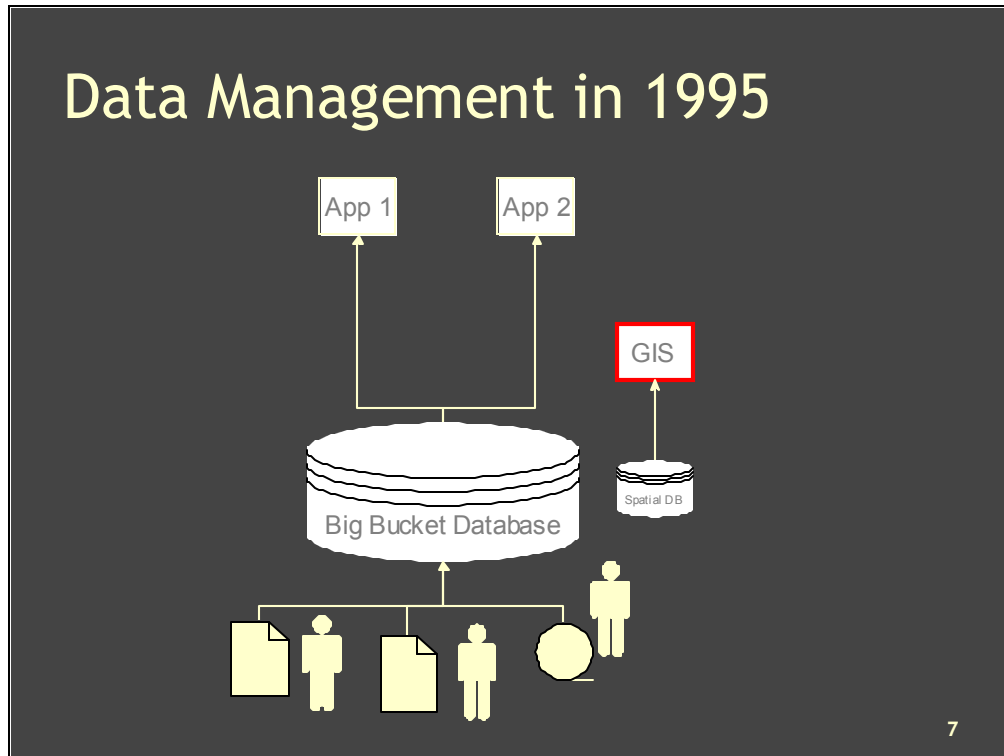 Data Management in 1995
App 1
App 2
GIS
Spatial DB
Big Bucket Database
7